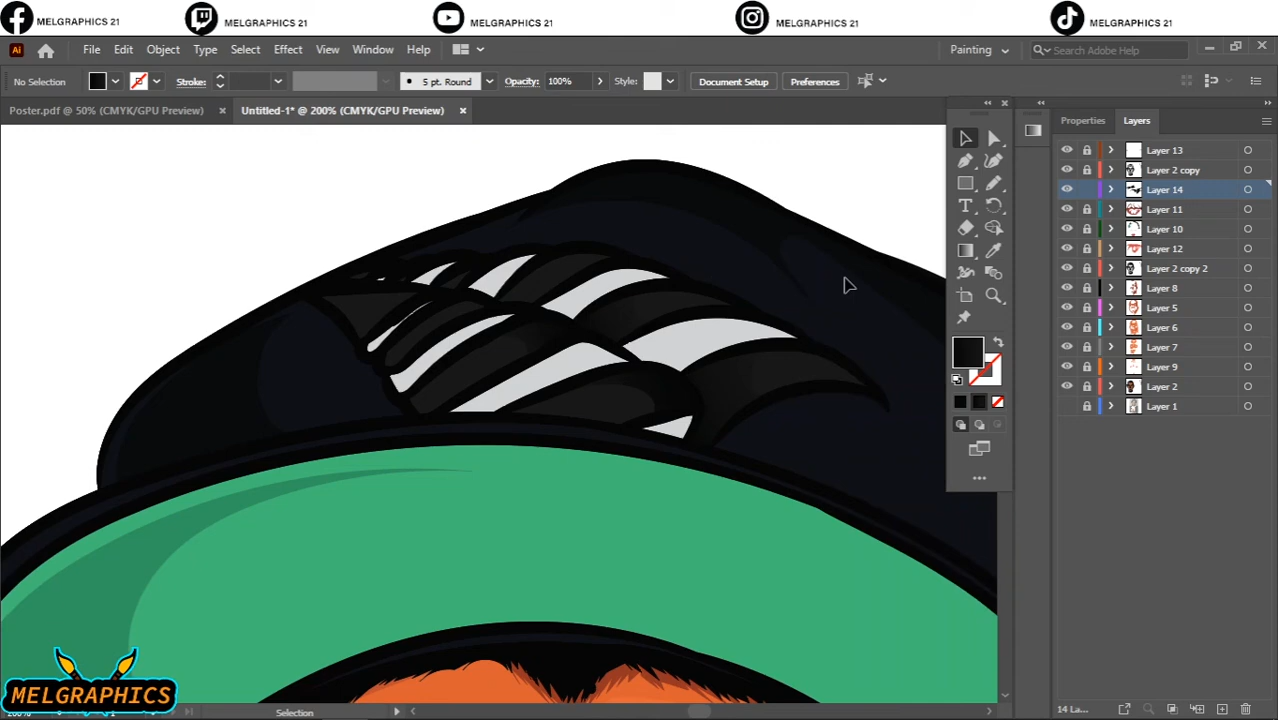 MELGRAPHICS 21 MELGRAPHICS 21 MELGRAPHICS 21 MELGRAPHICS 21 MELGRAPHICS 21
Ai File Edit Object Type Select Effect View Window Help Painting Search Adobe Help
No Selection Stroke: 5 pt. Round Opacity: 100% Style: Document Setup Preferences
Poster.pdf @ 50% (CMYK/GPU Preview) × Untitled-1* @ 200% (CMYK/GPU Preview) ×
Properties Layers
Layer 13
Layer 2 copy
Layer 14
Layer 11
Layer 10
Layer 12
Layer 2 copy 2
Layer 8
Layer 5
Layer 6
Layer 7
Layer 9
Layer 2
Layer 1
MELGRAPHICS
200% 1 Selection 14 La...